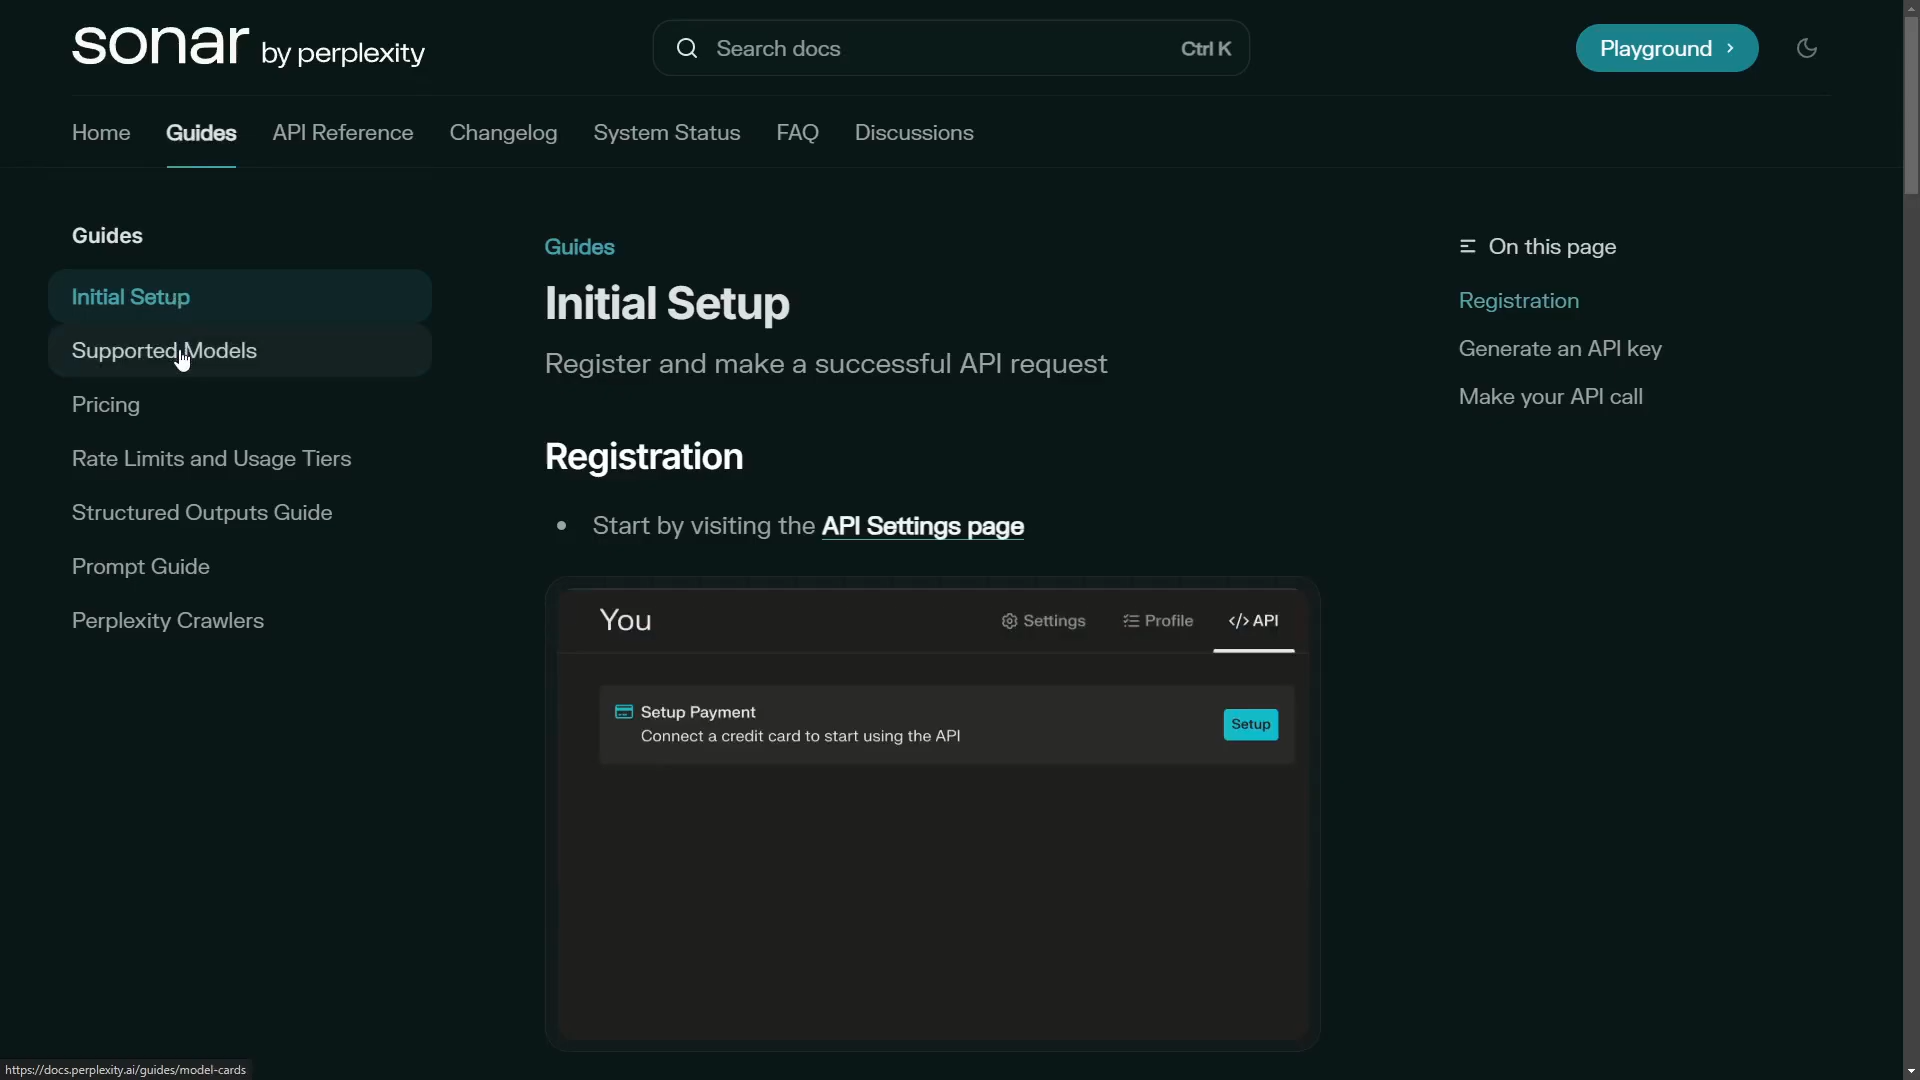 sonar by perplexity
Search docs
Ctrl K
Playground
Home
Guides
API Reference
Changelog
System Status
FAQ
Discussions
Guides
Initial Setup
Supported Models
Pricing
Rate Limits and Usage Tiers
Structured Outputs Guide
Prompt Guide
Perplexity Crawlers
Guides
Initial Setup
Register and make a successful API request
Registration
• Start by visiting the API Settings page
You
Settings
Profile
</> API
Setup Payment
Connect a credit card to start using the API
Setup
On this page
Registration
Generate an API key
Make your API call
https://docs.perplexity.ai/guides/model-cards